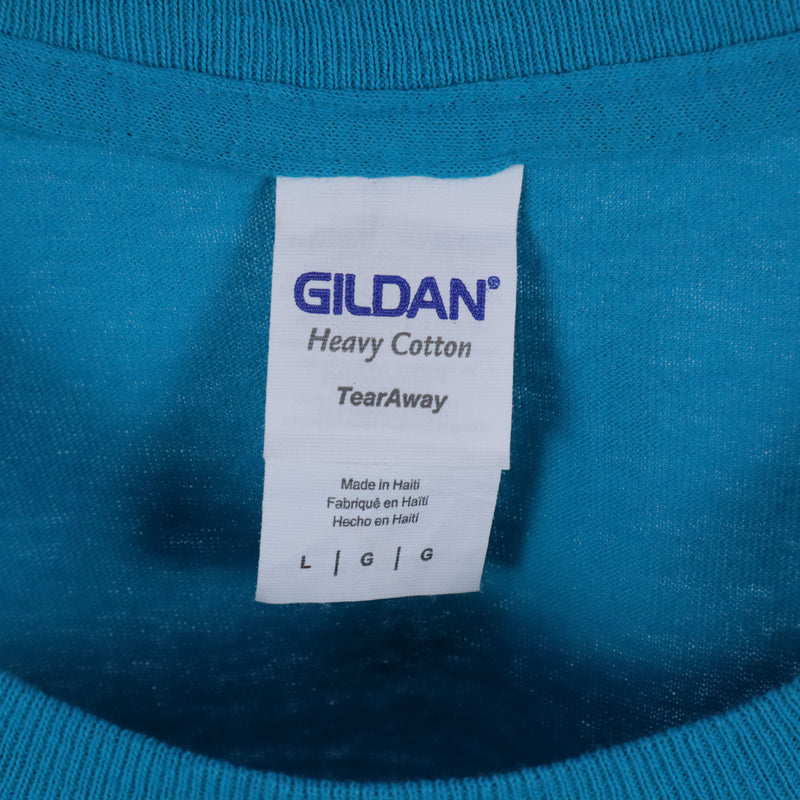 GILDAN®
Heavy Cotton
TearAway
Made in Haiti
Fabriqué en Haïti
Hecho en Haití
L | G | G